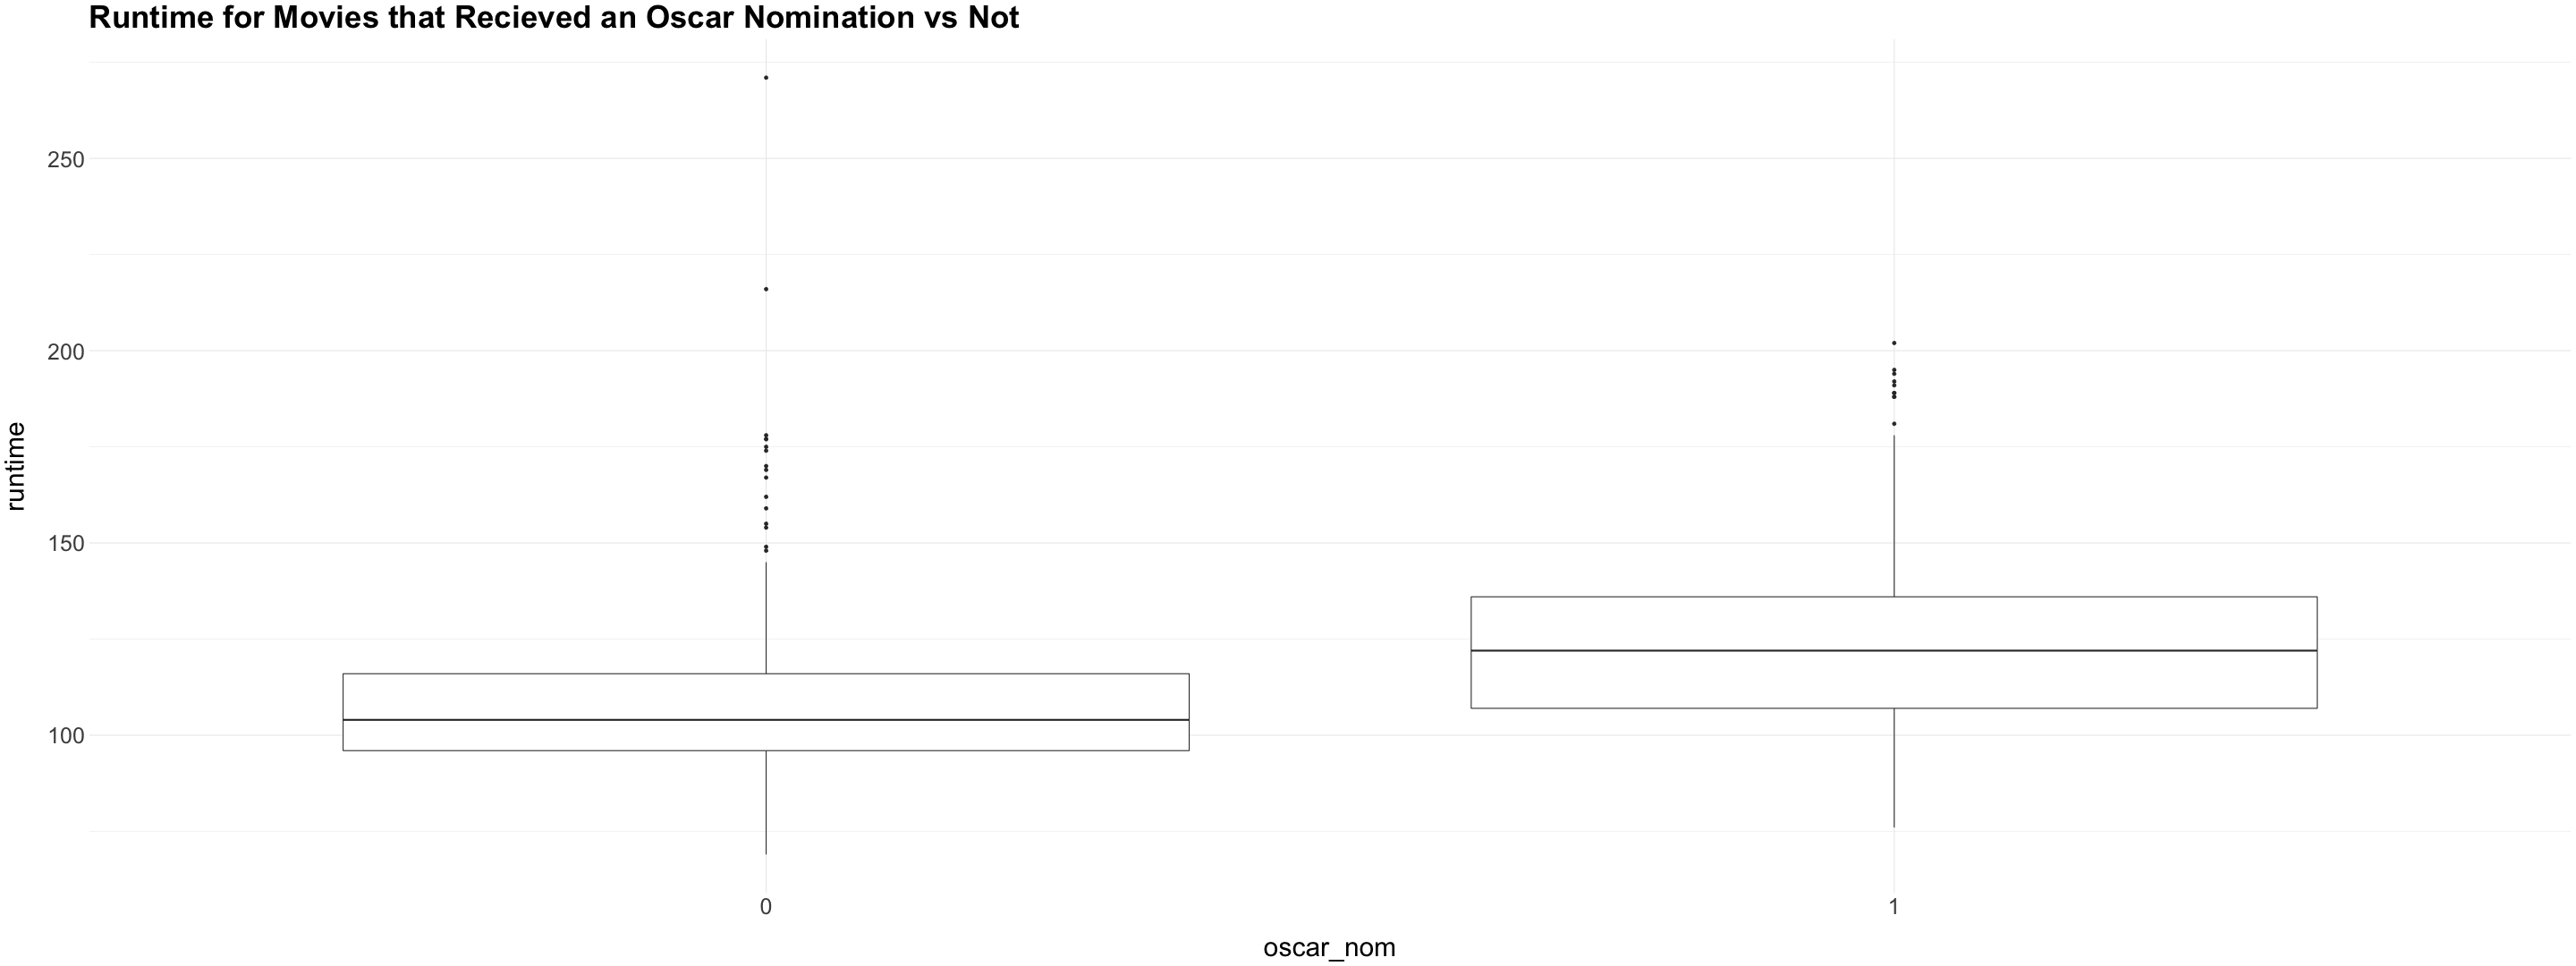 Runtime for Movies that Recieved an Oscar Nomination vs Not
250
200
150
100
runtime
0
1
oscar_nom